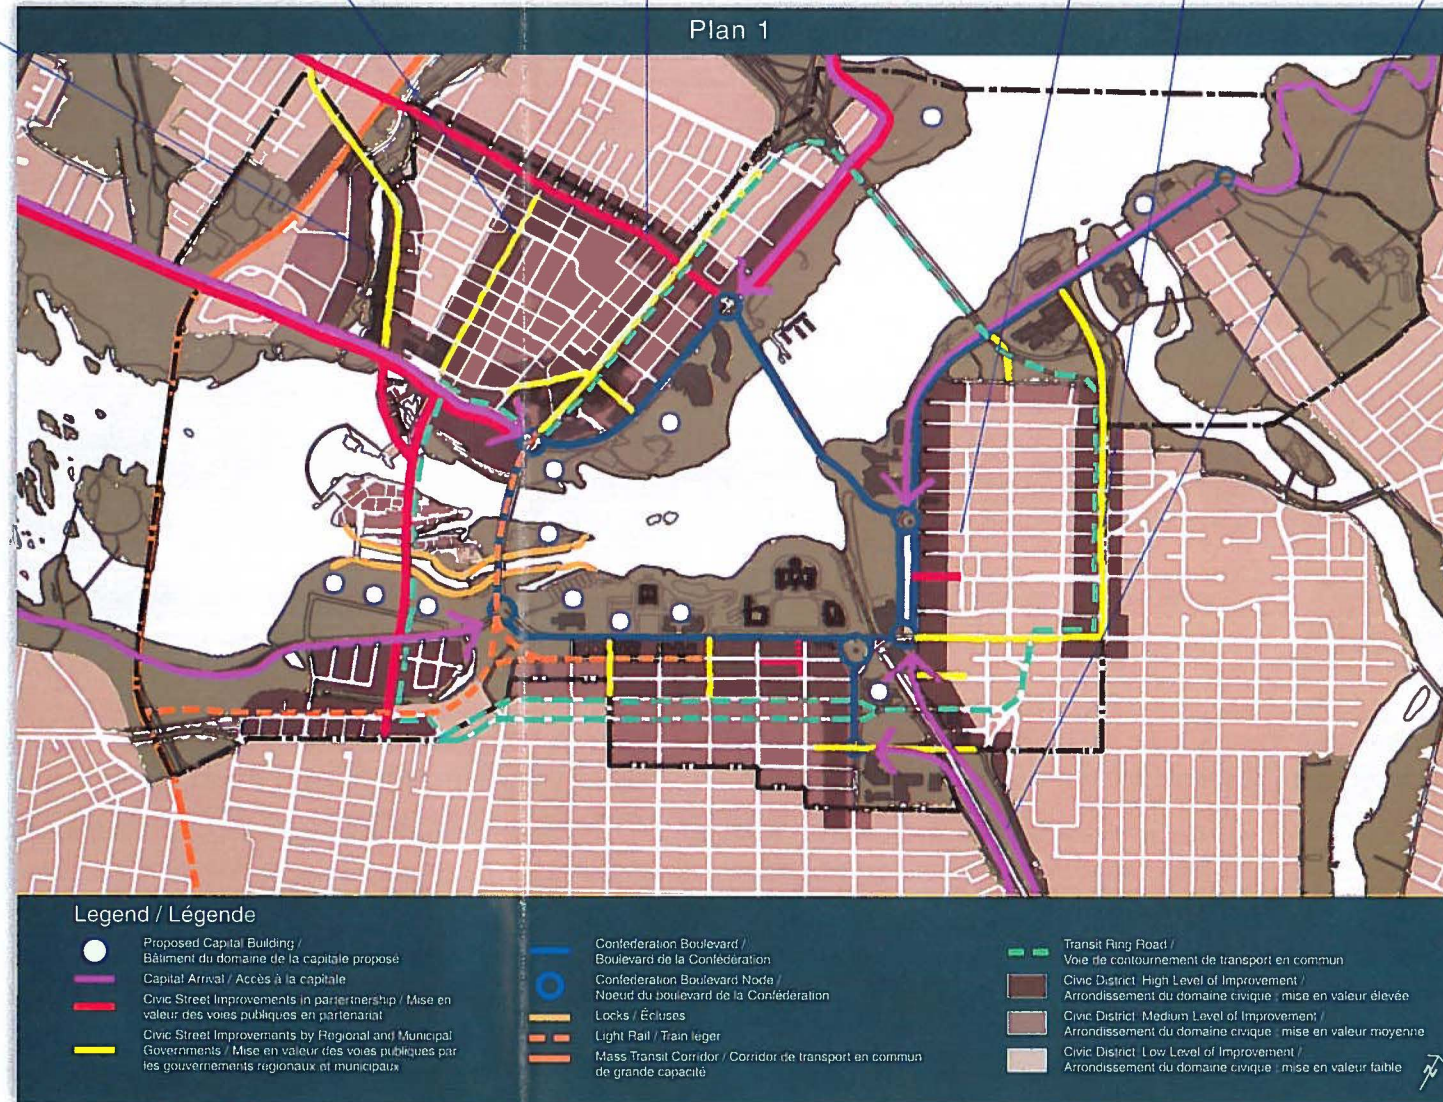 Plan 1
Legend / Légende
Proposed Capital Building /
Bâtiment du domaine de la capitale proposé
Capital Arrival / Accès à la capitale
Civic Street Improvements in partertnership / Mise en
valeur des voies publiques en partenariat
Civic Street Improvements by Regional and Municipal
Governments / Mise en valeur des voies publiques par
les gouvernements régionaux et municipaux
Confederation Boulevard /
Boulevard de la Confédération
Confederation Boulevard Node /
Noeud du boulevard de la Confédération
Locks / Écluses
Light Rail / Train léger
Mass Transit Corridor / Corridor de transport en commun
de grande capacité
Transit Ring Road /
Voie de contournement de transport en commun
Civic District: High Level of Improvement /
Arrondissement du domaine civique : mise en valeur élevée
Civic District: Medium Level of Improvement /
Arrondissement du domaine civique : mise en valeur moyenne
Civic District: Low Level of Improvement /
Arrondissement du domaine civique : mise en valeur faible